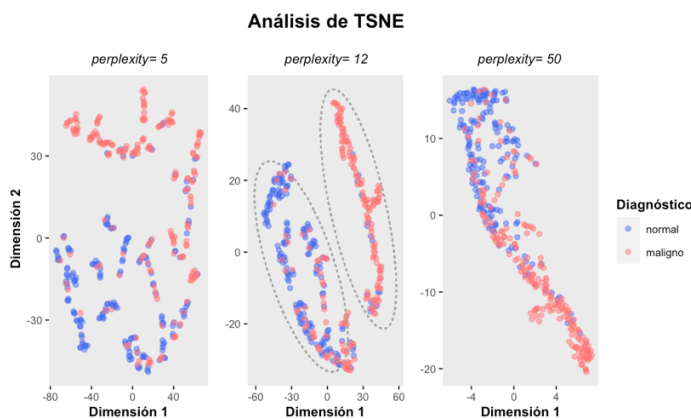 Análisis de TSNE
perplexity= 5
perplexity= 12
perplexity= 50
Dimensión 2
30
0
-30
-80
-40
0
40
Dimensión 1
40
20
0
-20
-60
-30
0
30
60
Dimensión 1
10
0
-10
-20
-4
0
4
Dimensión 1
Diagnóstico
normal
maligno